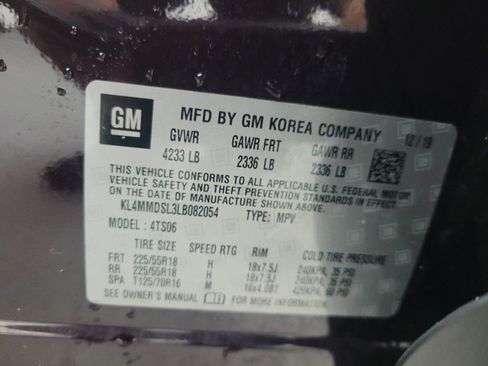 GM
MFD BY GM KOREA COMPANY 12/19
GVWR GAWR FRT GAWR RR
4233 LB 2336 LB 2336 LB
THIS VEHICLE CONFORMS TO ALL APPLICABLE U.S. FEDERAL MOTOR
VEHICLE SAFETY AND THEFT PREVENTION STANDARDS IN EFFECT
ON THE DATE OF MANUFACTURE SHOWN ABOVE.
KL4MMDSL3LB082054 TYPE: MPV
MODEL: 4TS06
TIRE SIZE SPEED RTG RIM COLD TIRE PRESSURE
FRT 225/55R18 H 18x7.5J 240KPA, 35 PSI
RR 225/55R18 H 18x7.5J 240KPA, 35 PSI
SPA T125/70R16 M 16x4.0BT 420KPA, 60 PSI
SEE OWNER'S MANUAL FOR MORE INFORMATION